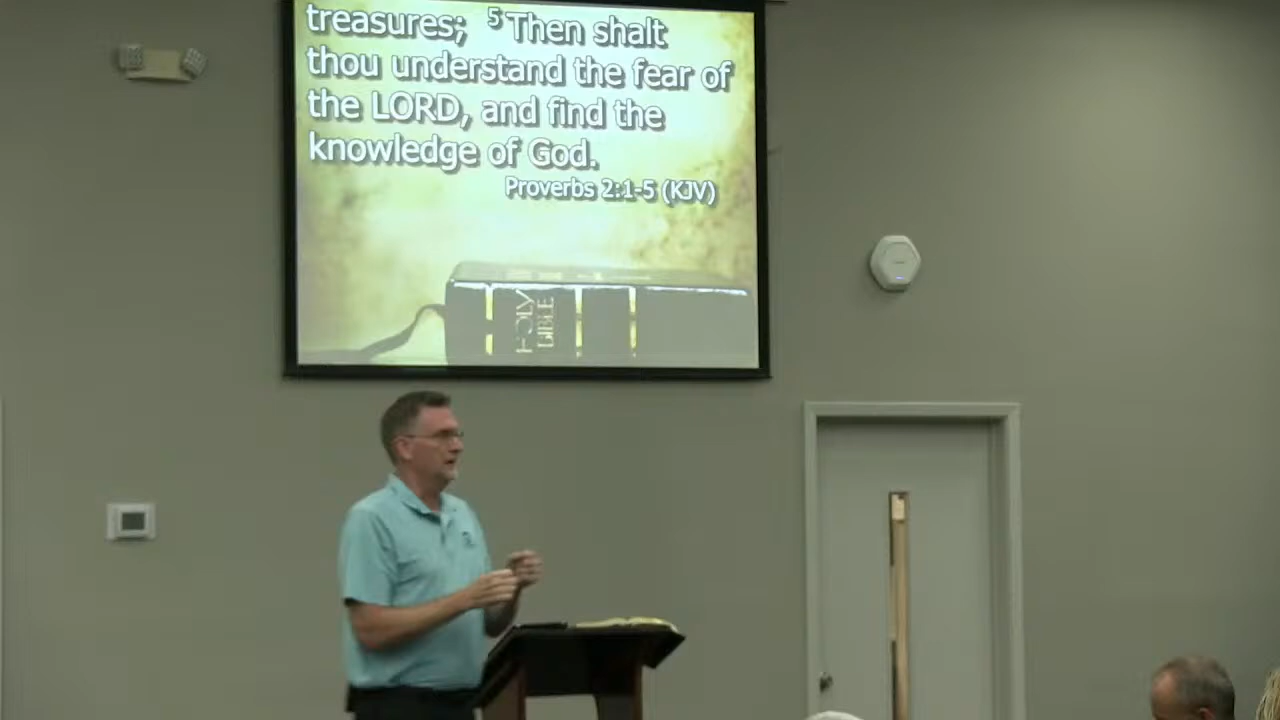 treasures; 5 Then shalt
thou understand the fear of
the LORD, and find the
knowledge of God.
Proverbs 2:1-5 (KJV)
HOLY
BIBLE